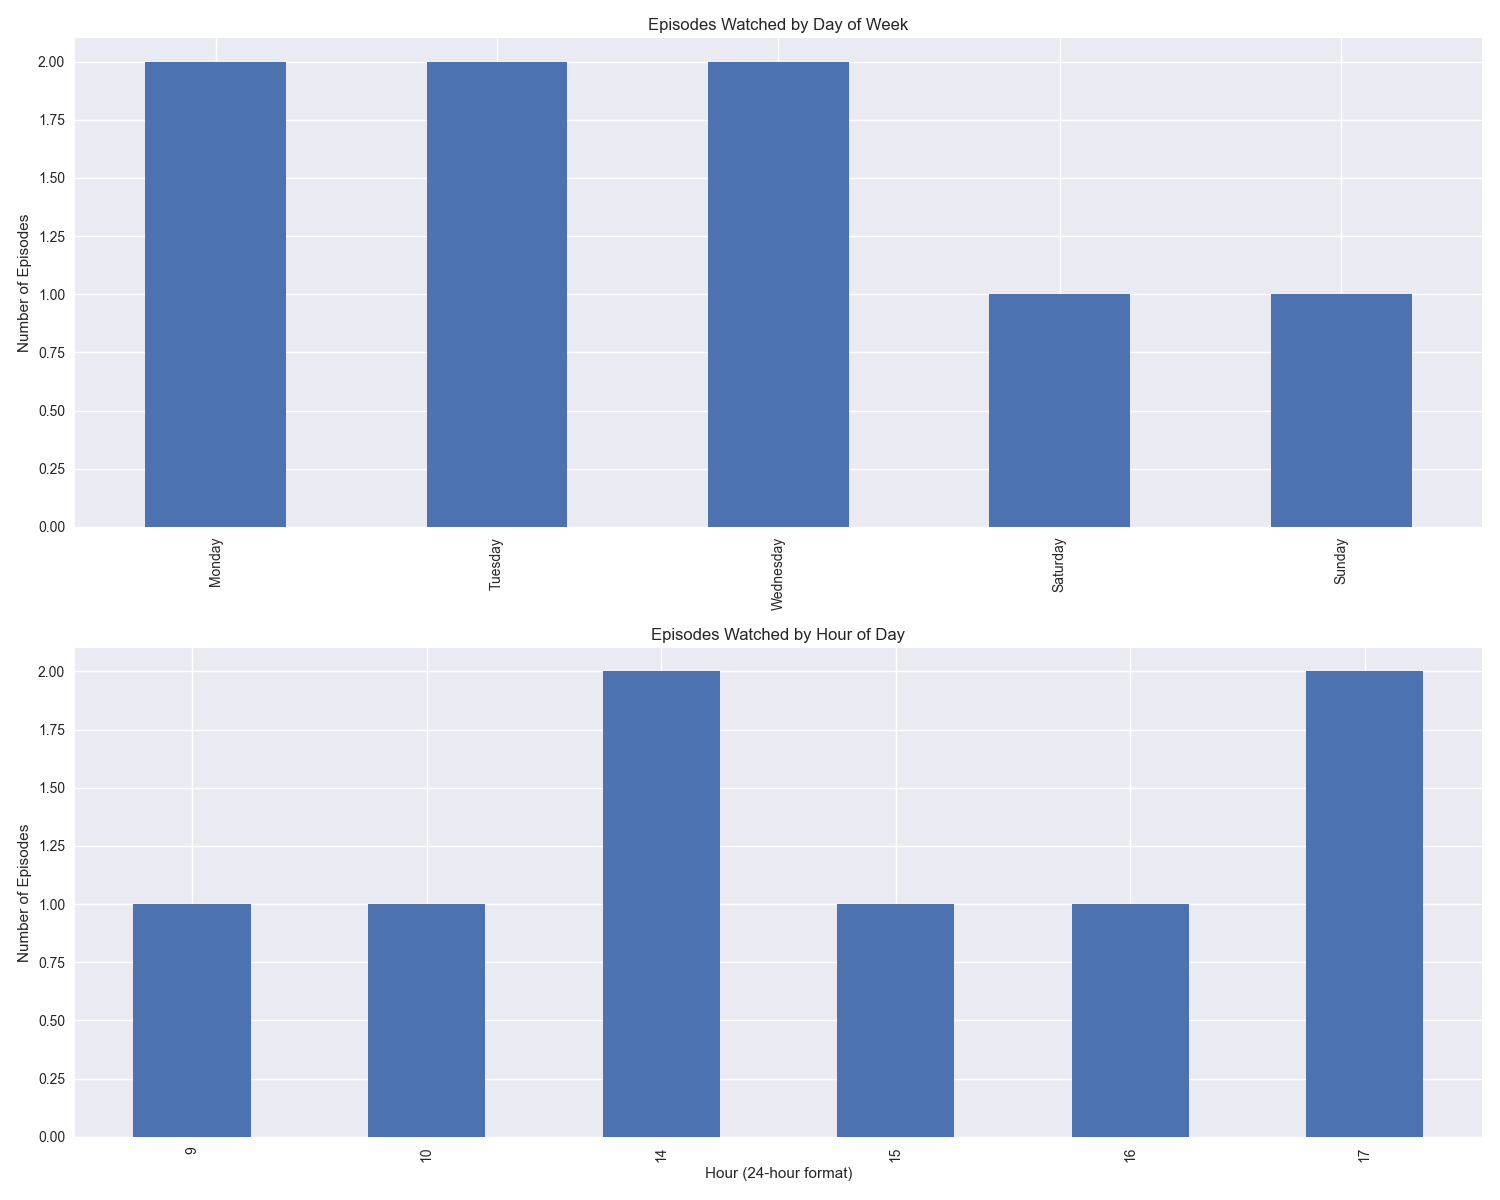 Episodes Watched by Day of Week
Number of Episodes
2.00
1.75
1.50
1.25
1.00
0.75
0.50
0.25
0.00
Monday
Tuesday
Wednesday
Saturday
Sunday
Episodes Watched by Hour of Day
Number of Episodes
2.00
1.75
1.50
1.25
1.00
0.75
0.50
0.25
0.00
9
10
14
15
16
17
Hour (24-hour format)